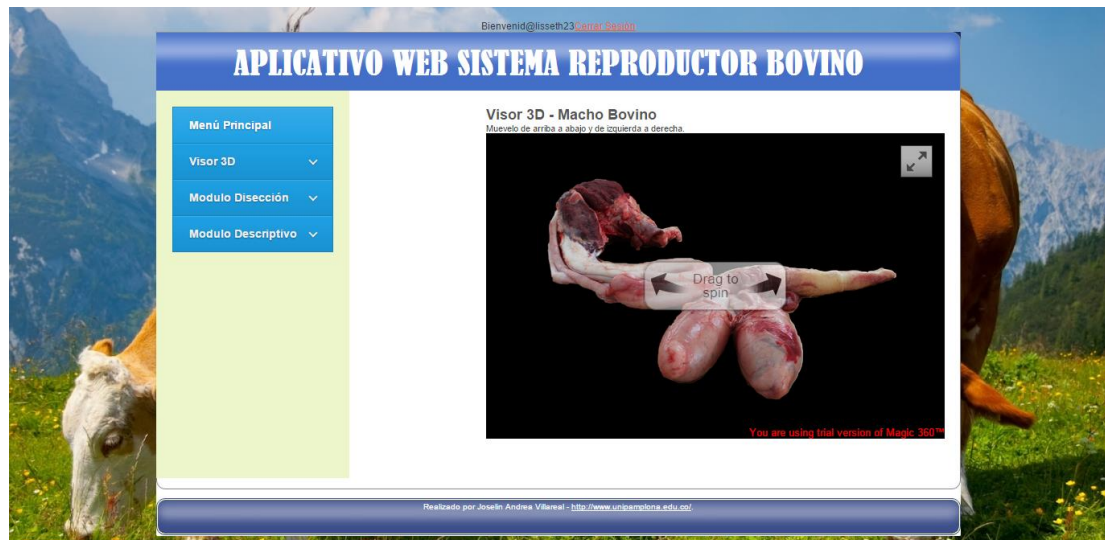 Bienvenid@lisseth23Cerrar Sesión
APLICATIVO WEB SISTEMA REPRODUCTOR BOVINO
Menú Principal
Visor 3D
Modulo Disección
Modulo Descriptivo
Visor 3D - Macho Bovino
Muevelo de arriba a abajo y de izquierda a derecha.
Drag to
spin
You are using trial version of Magic 360™
Realizado por Joselin Andrea Villareal - http://www.unipamplona.edu.co/.